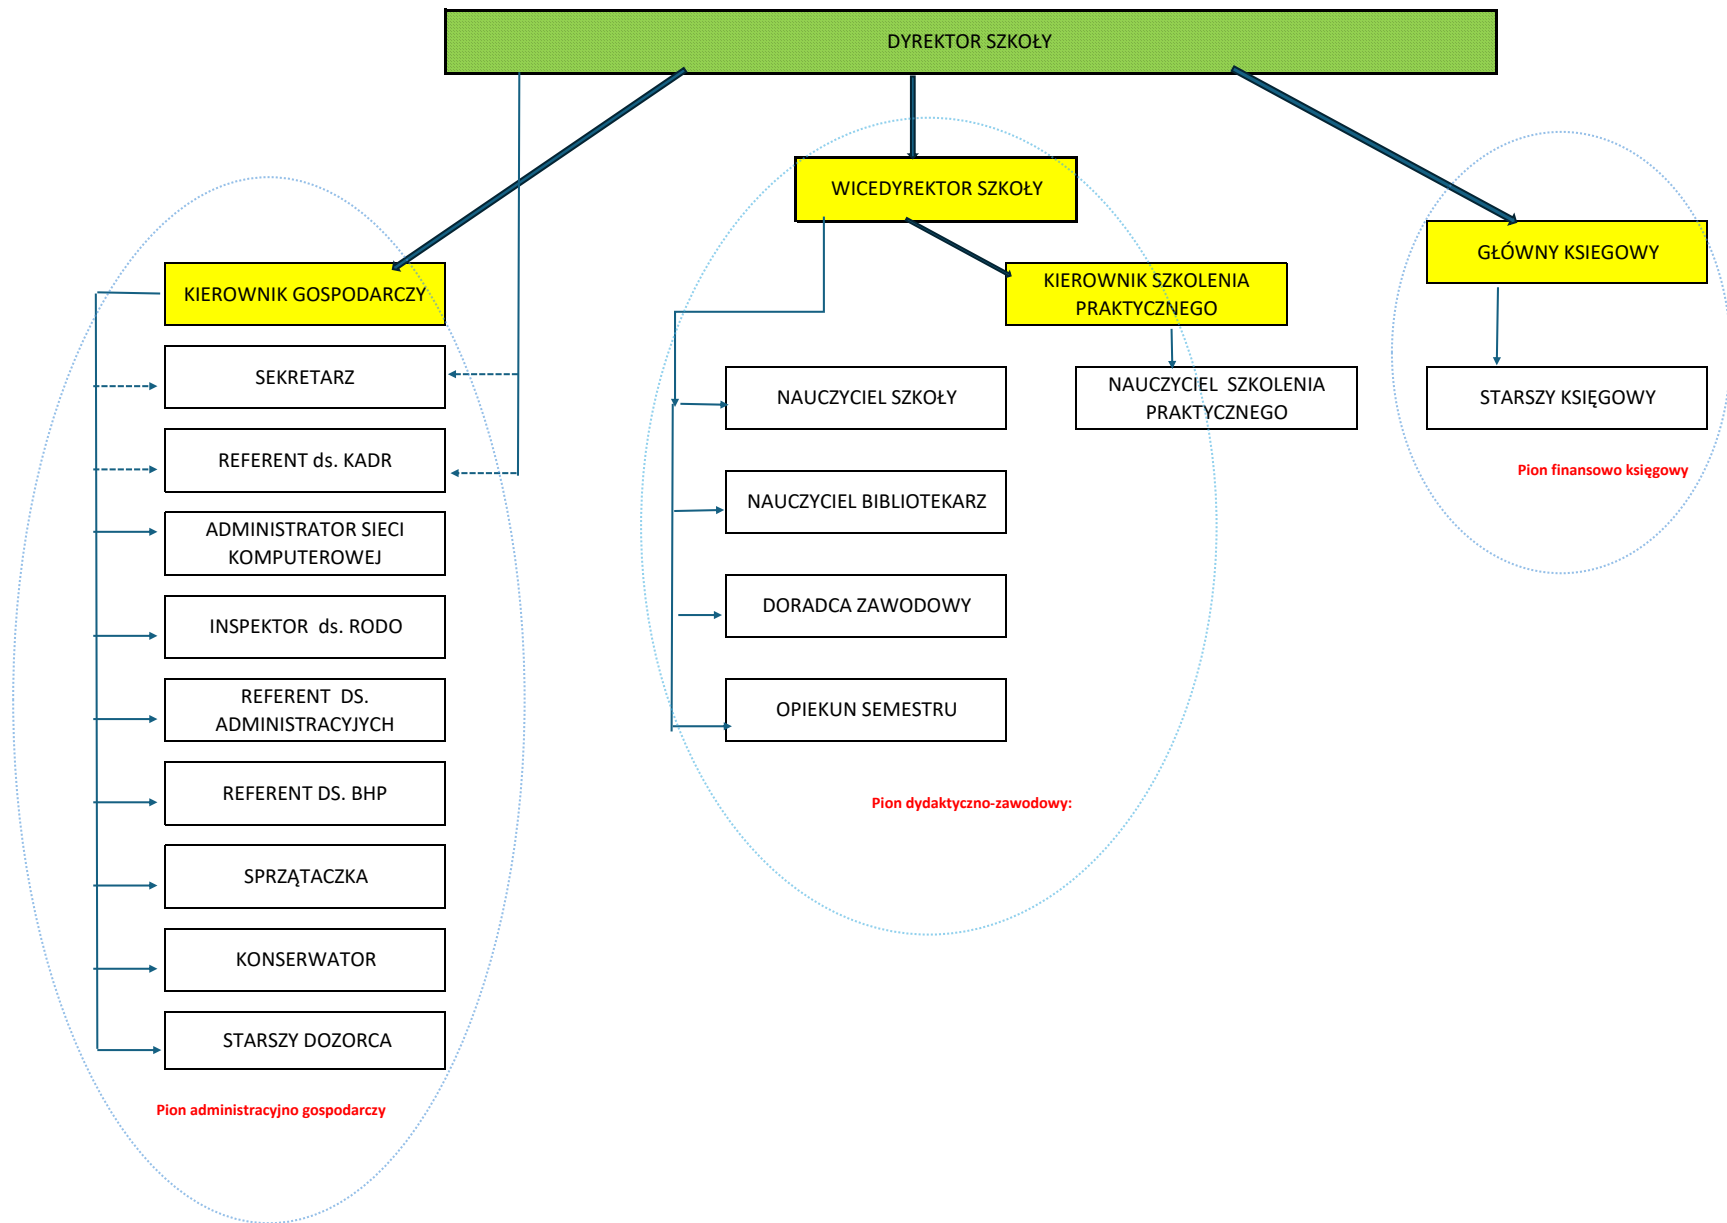 DYREKTOR SZKOŁY
WICEDYREKTOR SZKOŁY
GŁÓWNY KSIEGOWY
KIEROWNIK GOSPODARCZY
KIEROWNIK SZKOLENIA
PRAKTYCZNEGO
SEKRETARZ
NAUCZYCIEL SZKOŁY
NAUCZYCIEL SZKOLENIA
PRAKTYCZNEGO
STARSZY KSIĘGOWY
REFERENT ds. KADR
Pion finansowo księgowy
NAUCZYCIEL BIBLIOTEKARZ
ADMINISTRATOR SIECI
KOMPUTEROWEJ
DORADCA ZAWODOWY
INSPEKTOR ds. RODO
REFERENT DS.
ADMINISTRACYJYCH
OPIEKUN SEMESTRU
REFERENT DS. BHP
Pion dydaktyczno-zawodowy:
SPRZĄTACZKA
KONSERWATOR
STARSZY DOZORCA
Pion administracyjno gospodarczy